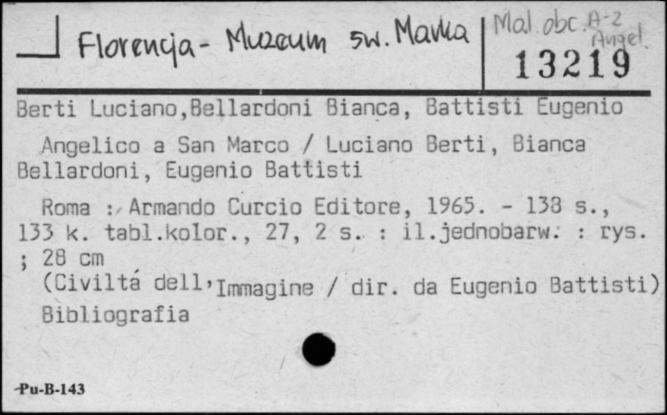 Florencja - Muzeum św. Marka
Mal. obc. A-2
Angel.
13219
Berti Luciano,Bellardoni Bianca, Battisti Eugenio
Angelico a San Marco / Luciano Berti, Bianca
Bellardoni, Eugenio Battisti
Roma : Armando Curcio Editore, 1965. - 138 s.,
133 k. tabl.kolor., 27, 2 s. : il.jednobarw. : rys.
; 28 cm
(Civiltá dell'Immagine / dir. da Eugenio Battisti)
Bibliografia
Pu-B-143